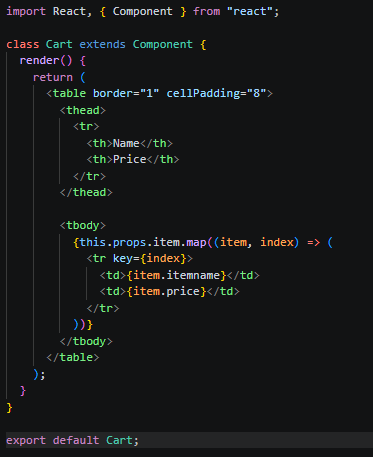 import React, { Component } from "react";

class Cart extends Component {
  render() {
    return (
      <table border="1" cellPadding="8">
        <thead>
          <tr>
            <th>Name</th>
            <th>Price</th>
          </tr>
        </thead>

        <tbody>
          {this.props.item.map((item, index) => (
            <tr key={index}>
              <td>{item.itemname}</td>
              <td>{item.price}</td>
            </tr>
          ))}
        </tbody>
      </table>
    );
  }
}

export default Cart;